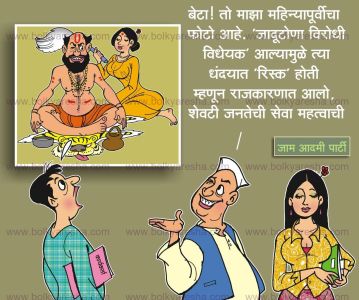 बेटा! तो माझा महिन्यापूर्वीचा
फोटो आहे. 'जादूटोणा विरोधी
विधेयक' आल्यामुळे त्या
धंदयात 'रिस्क' होती
म्हणून राजकारणात आलो.
शेवटी जनतेची सेवा महत्वाची
जाम आदमी पार्टी
www.bolkyaresha.com